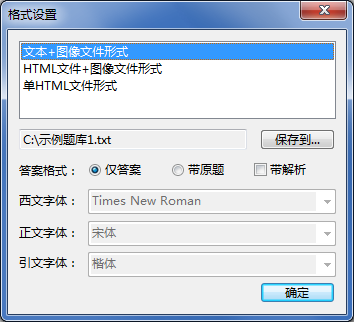 格式设置
文本+图像文件形式
HTML文件+图像文件形式
单HTML文件形式
C:\示例题库1.txt
保存到...
答案格式： 仅答案 带原题 带解析
西文字体： Times New Roman
正文字体： 宋体
引文字体： 楷体
确定